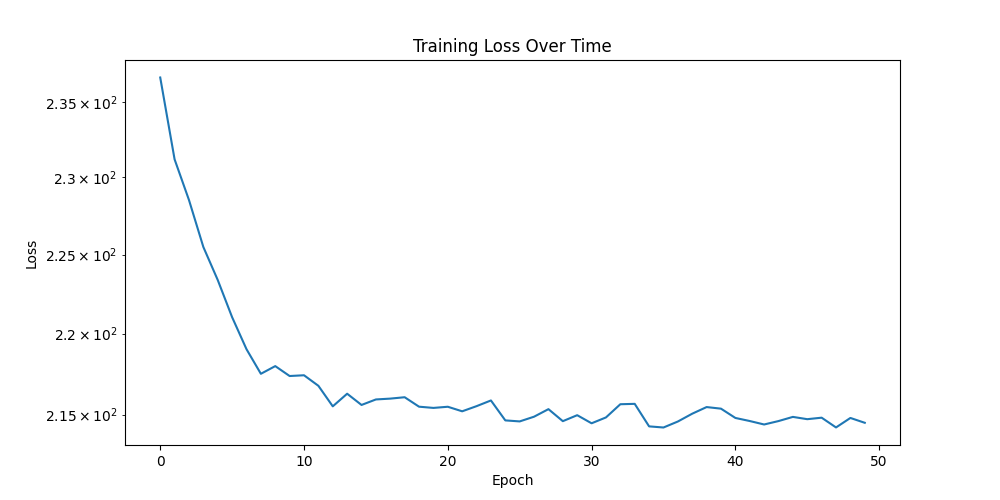 Training Loss Over Time
2.35 × 10²
2.3 × 10²
2.25 × 10²
2.2 × 10²
2.15 × 10²
Loss
0 10 20 30 40 50
Epoch